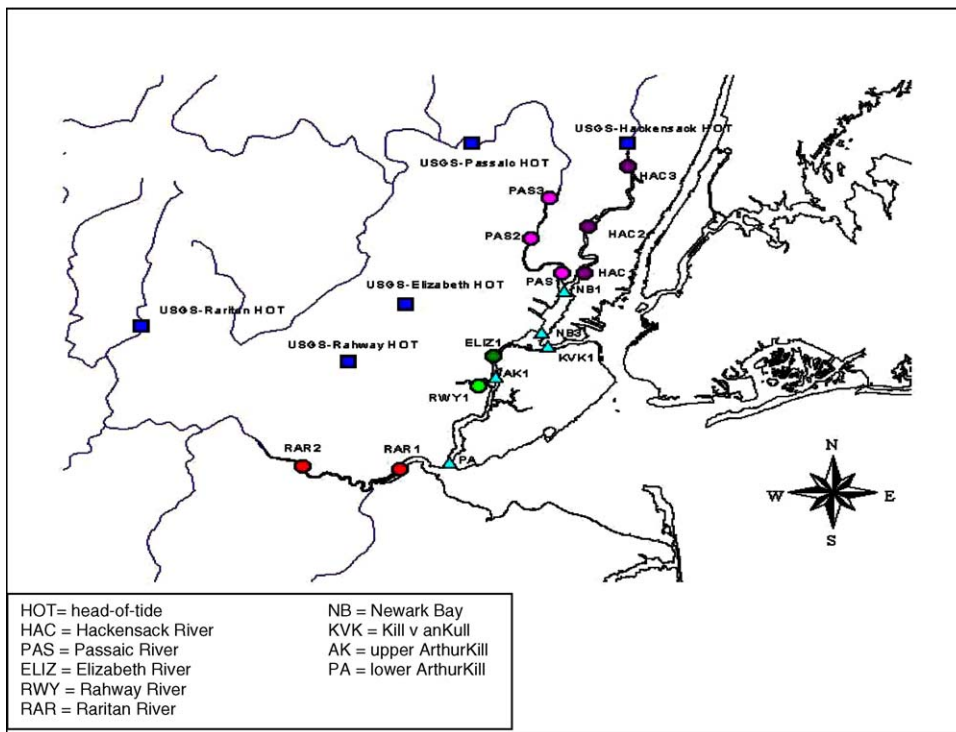 USGS-Hackensack HOT
USGS-Passaic HOT
HAC3
PAS3
HAC2
PAS2
HAC1
PAS1
NB1
USGS-Elizabeth HOT
USGS-Raritan HOT
NB3
USGS-Rahway HOT
ELIZ1
KVK1
AK1
RWY1
RAR2
RAR1
PA
N
W
E
S
HOT= head-of-tide
HAC = Hackensack River
PAS = Passaic River
ELIZ = Elizabeth River
RWY = Rahway River
RAR = Raritan River
NB = Newark Bay
KVK = Kill v anKull
AK = upper ArthurKill
PA = lower ArthurKill